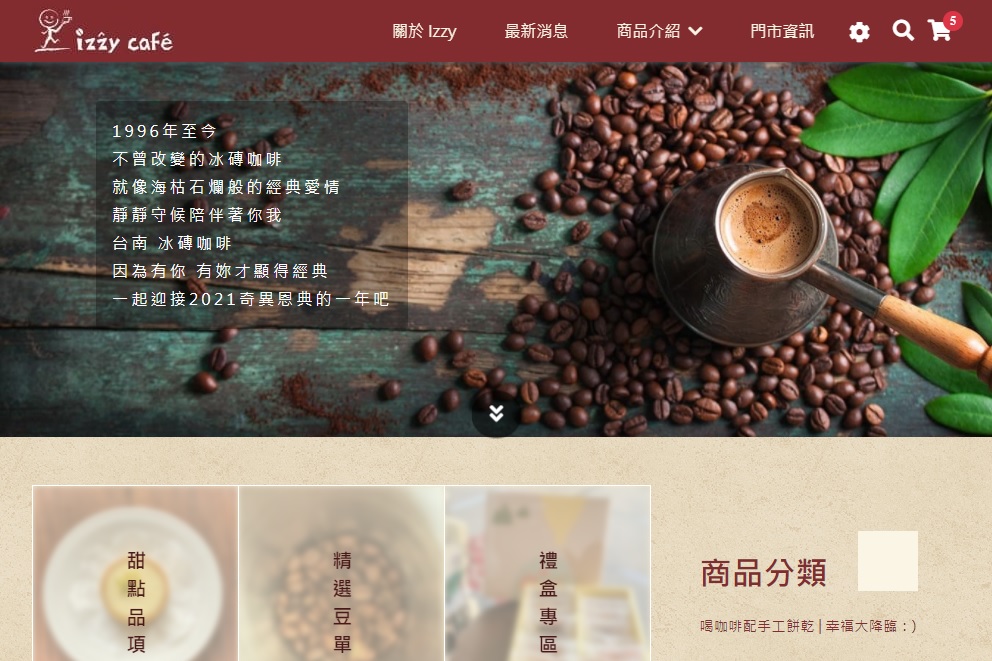 izzy café
關於 Izzy
最新消息
商品介紹
門市資訊
5
1996年至今
不曾改變的冰磚咖啡
就像海枯石爛般的經典愛情
靜靜守候陪伴著你我
台南 冰磚咖啡
因為有你 有妳才顯得經典
一起迎接2021奇異恩典的一年吧
甜點品項
精選豆單
禮盒專區
商品分類
喝咖啡配手工餅乾 | 幸福大降臨 : )